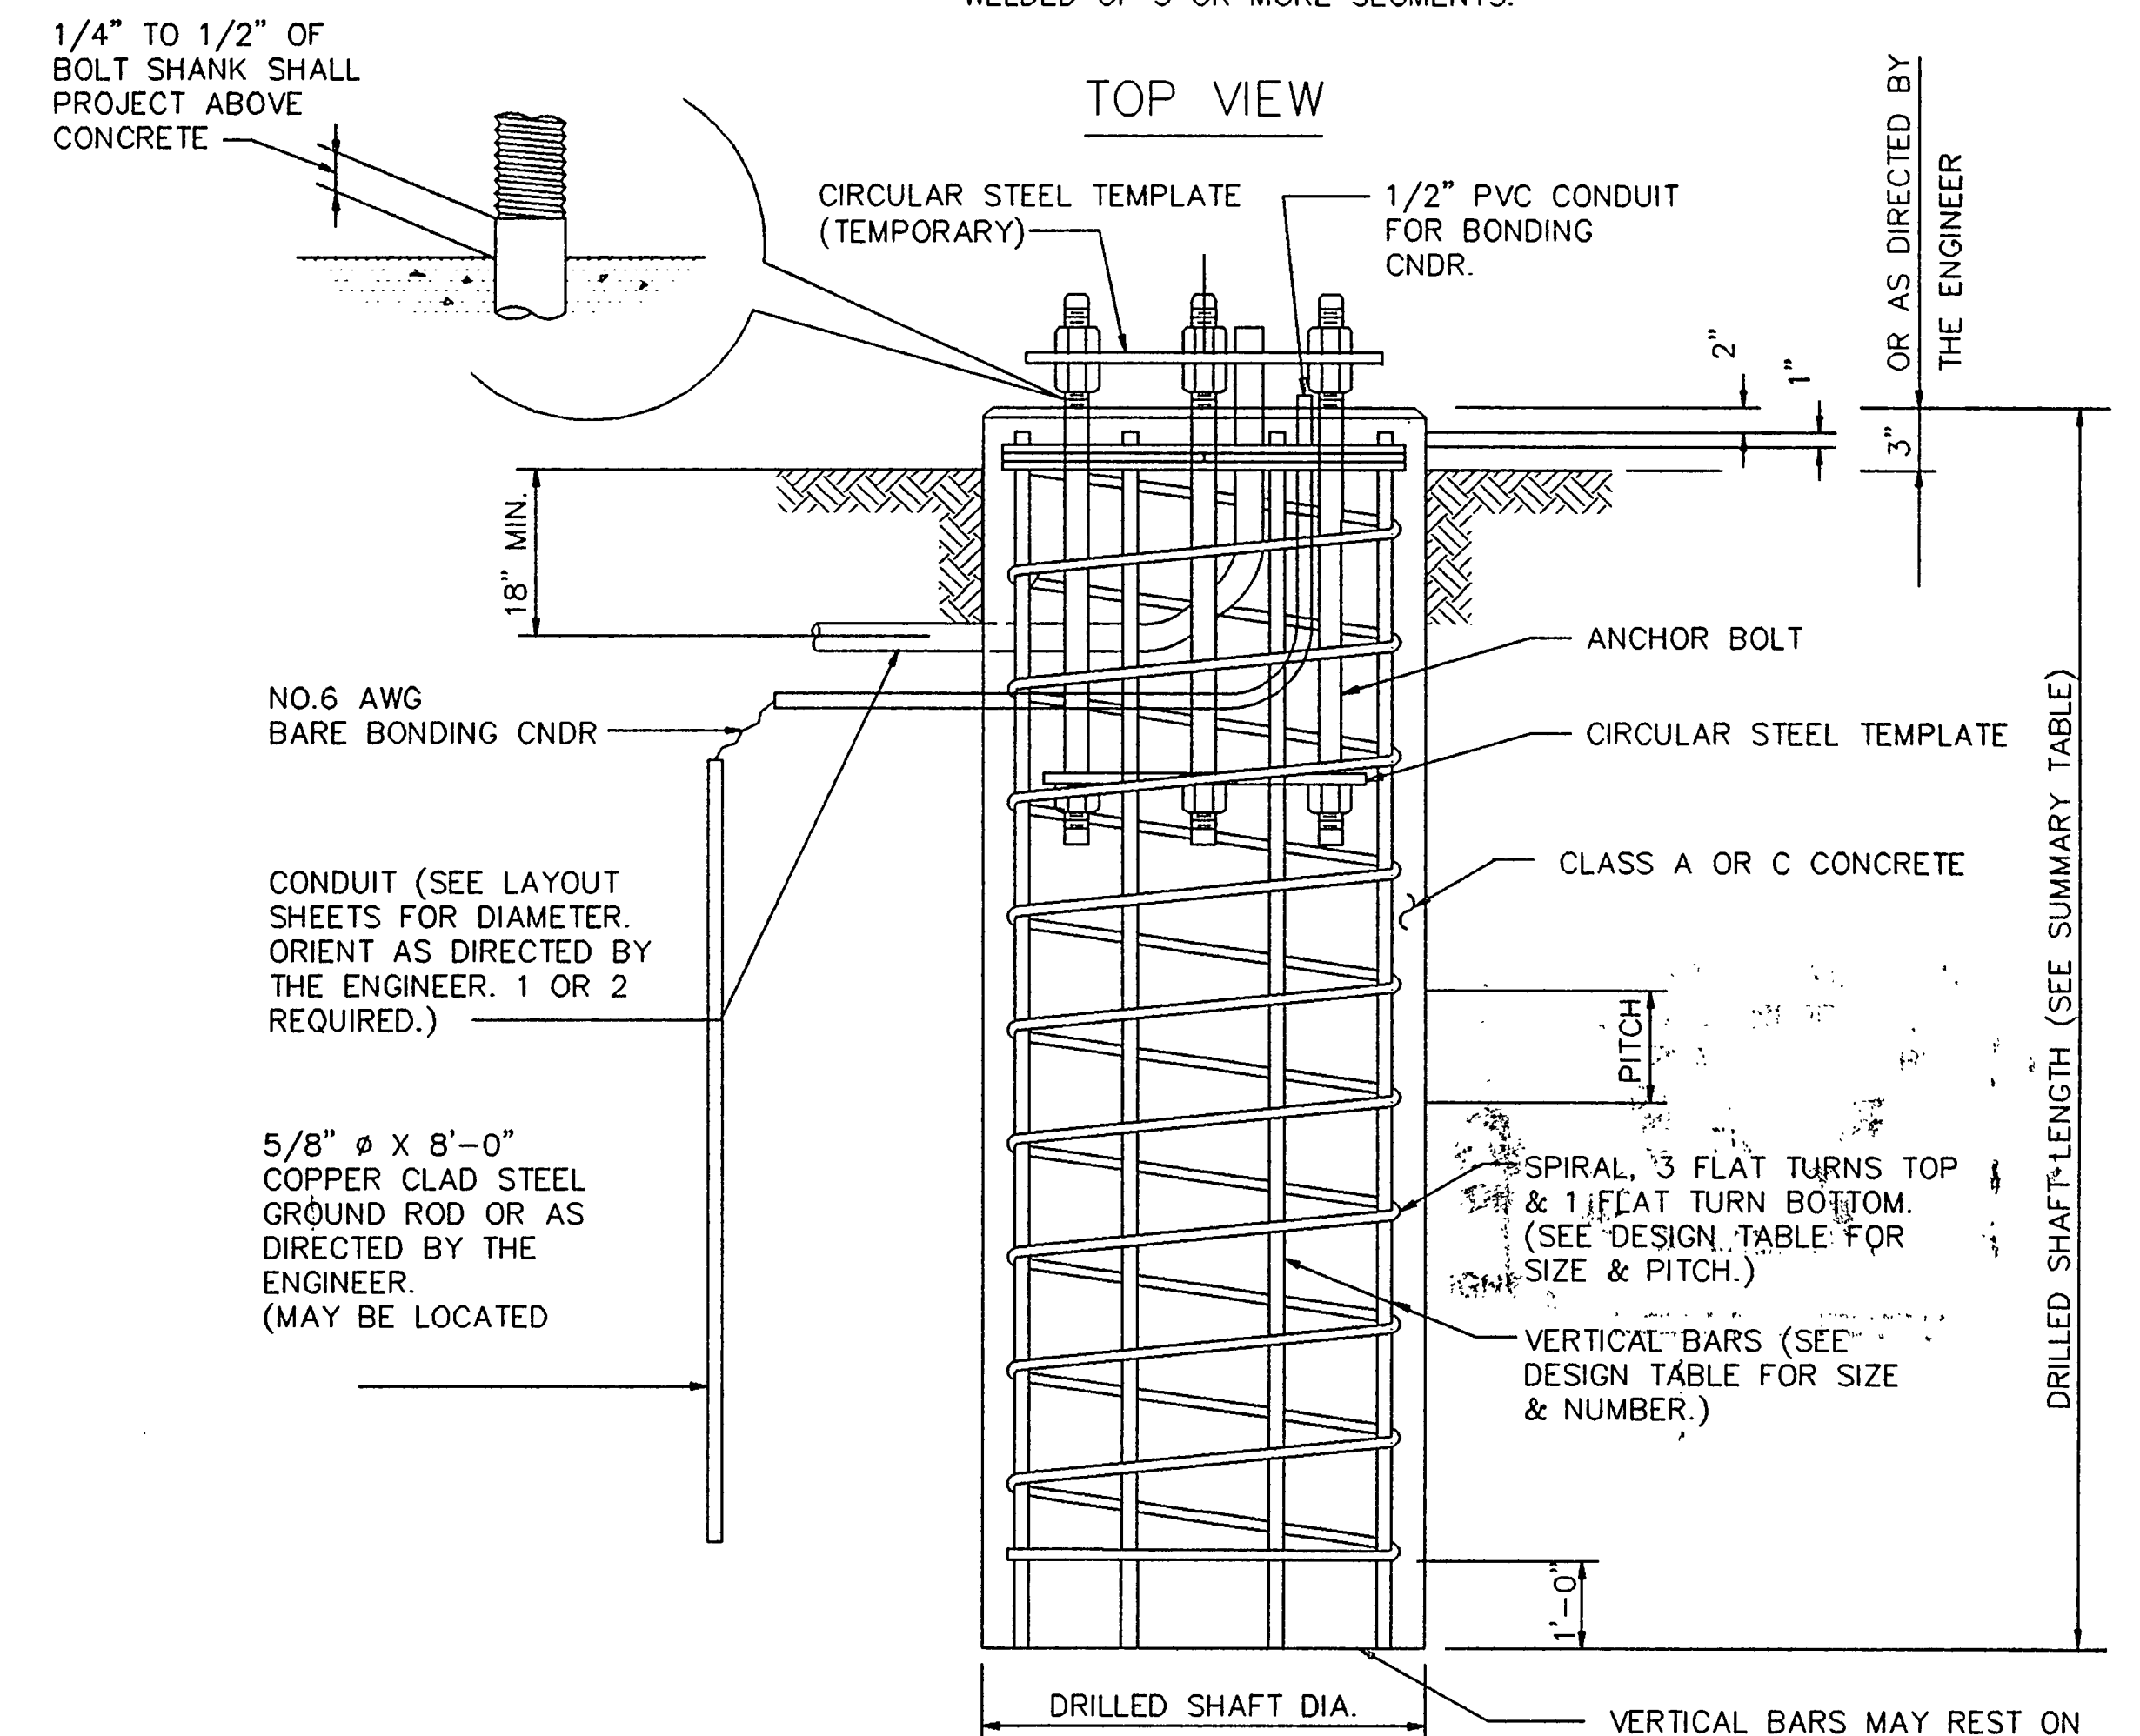 WELDED OF 3 OR MORE SEGMENTS.
1/4" TO 1/2" OF
BOLT SHANK SHALL
PROJECT ABOVE
CONCRETE
TOP VIEW
CIRCULAR STEEL TEMPLATE
(TEMPORARY)
1/2" PVC CONDUIT
FOR BONDING
CNDR.
OR AS DIRECTED BY
THE ENGINEER
2"
1"
3"
18" MIN.
ANCHOR BOLT
NO.6 AWG
BARE BONDING CNDR
CIRCULAR STEEL TEMPLATE
CLASS A OR C CONCRETE
CONDUIT (SEE LAYOUT
SHEETS FOR DIAMETER.
ORIENT AS DIRECTED BY
THE ENGINEER. 1 OR 2
REQUIRED.)
PITCH
DRILLED SHAFT LENGTH (SEE SUMMARY TABLE)
5/8" ø X 8'-0"
COPPER CLAD STEEL
GROUND ROD OR AS
DIRECTED BY THE
ENGINEER.
(MAY BE LOCATED
SPIRAL, 3 FLAT TURNS TOP
& 1 FLAT TURN BOTTOM.
(SEE DESIGN TABLE FOR
SIZE & PITCH.)
VERTICAL BARS (SEE
DESIGN TABLE FOR SIZE
& NUMBER.)
1'-0"
DRILLED SHAFT DIA.
VERTICAL BARS MAY REST ON